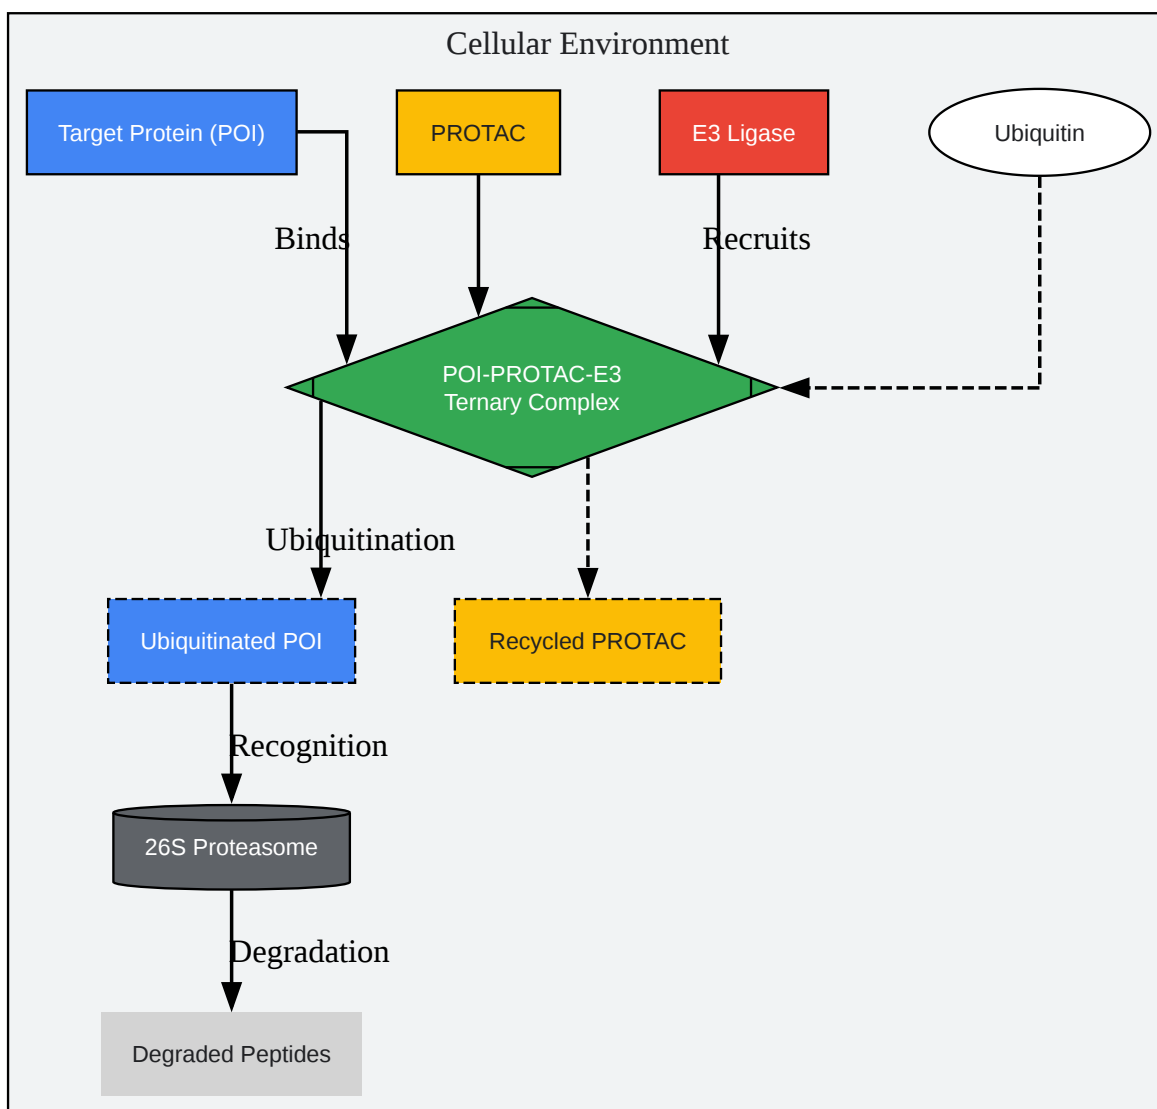 Cellular Environment
Target Protein (POI)
PROTAC
E3 Ligase
Ubiquitin
Binds
Recruits
POI-PROTAC-E3
Ternary Complex
Ubiquitination
Ubiquitinated POI
Recycled PROTAC
Recognition
26S Proteasome
Degradation
Degraded Peptides